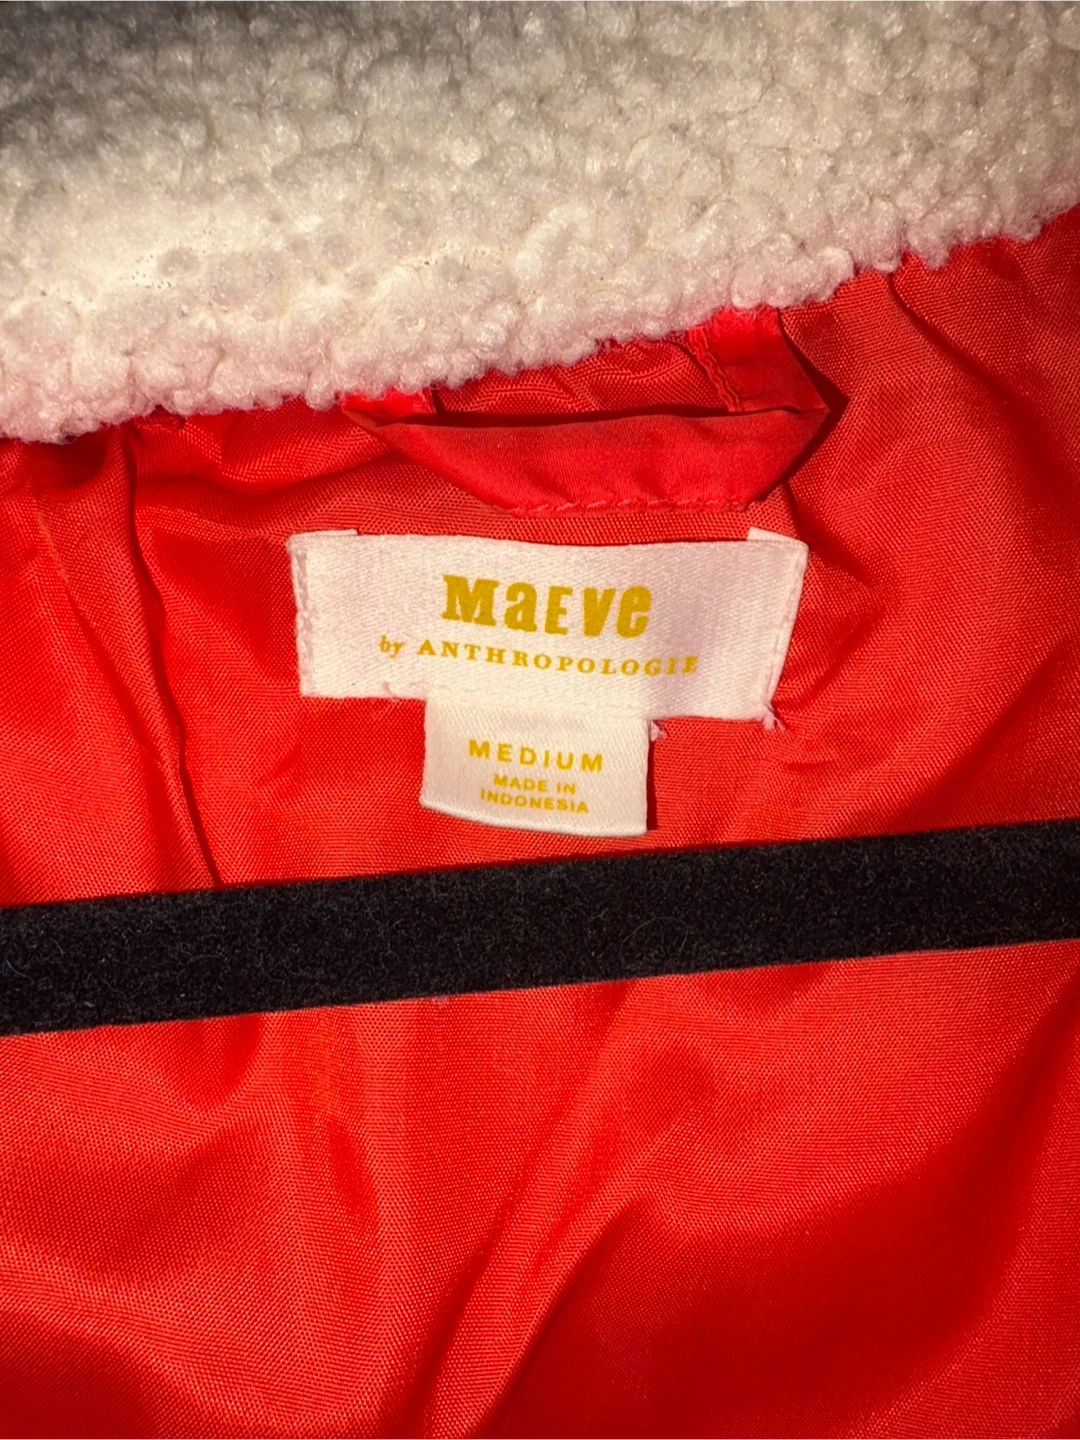 MaEve
by ANTHROPOLOGIE
MEDIUM
MADE IN
INDONESIA